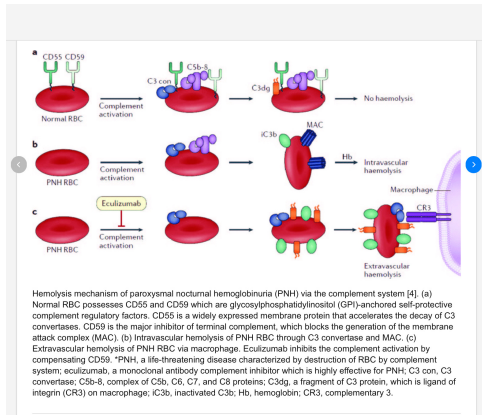 a
CD55 CD59
C5b-8
C3 con
C3dg
Normal RBC
Complement
activation
No haemolysis
b
MAC
iC3b
Hb
PNH RBC
Complement
activation
Intravascular
haemolysis
Macrophage
Eculizumab
CR3
c
PNH RBC
Complement
activation
Extravascular
haemolysis
Hemolysis mechanism of paroxysmal nocturnal hemoglobinuria (PNH) via the complement system [4]. (a)
Normal RBC possesses CD55 and CD59 which are glycosylphosphatidylinositol (GPI)-anchored self-protective
complement regulatory factors. CD55 is a widely expressed membrane protein that accelerates the decay of C3
convertases. CD59 is the major inhibitor of terminal complement, which blocks the generation of the membrane
attack complex (MAC). (b) Intravascular hemolysis of PNH RBC through C3 convertase and MAC. (c)
Extravascular hemolysis of PNH RBC via macrophage. Eculizumab inhibits the complement activation by
compensating CD59. *PNH, a life-threatening disease characterized by destruction of RBC by complement
system; eculizumab, a monoclonal antibody complement inhibitor which is highly effective for PNH; C3 con, C3
convertase; C5b-8, complex of C5b, C6, C7, and C8 proteins; C3dg, a fragment of C3 protein, which is ligand of
integrin (CR3) on macrophage; iC3b, inactivated C3b; Hb, hemoglobin; CR3, complementary 3.